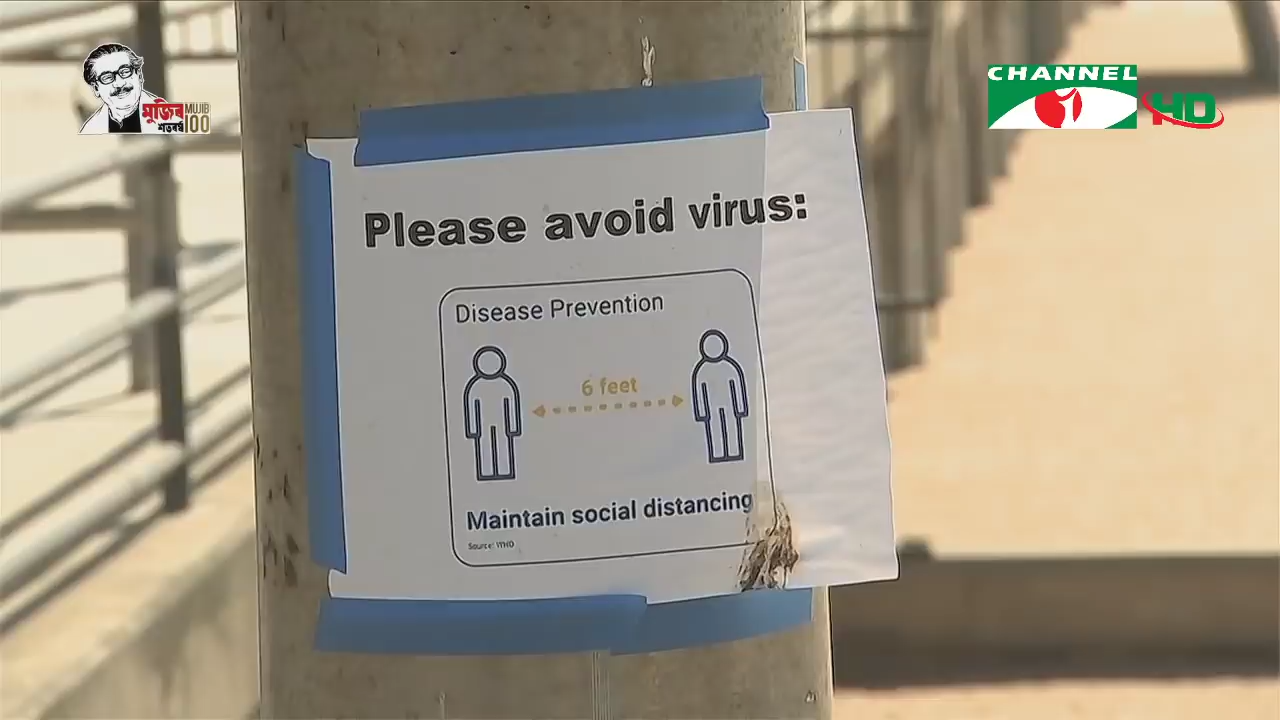 মুজিব
শতবর্ষ
MUJIB
100
CHANNEL
HD
Please avoid virus:
Disease Prevention
6 feet
Maintain social distancing
Source: WHO